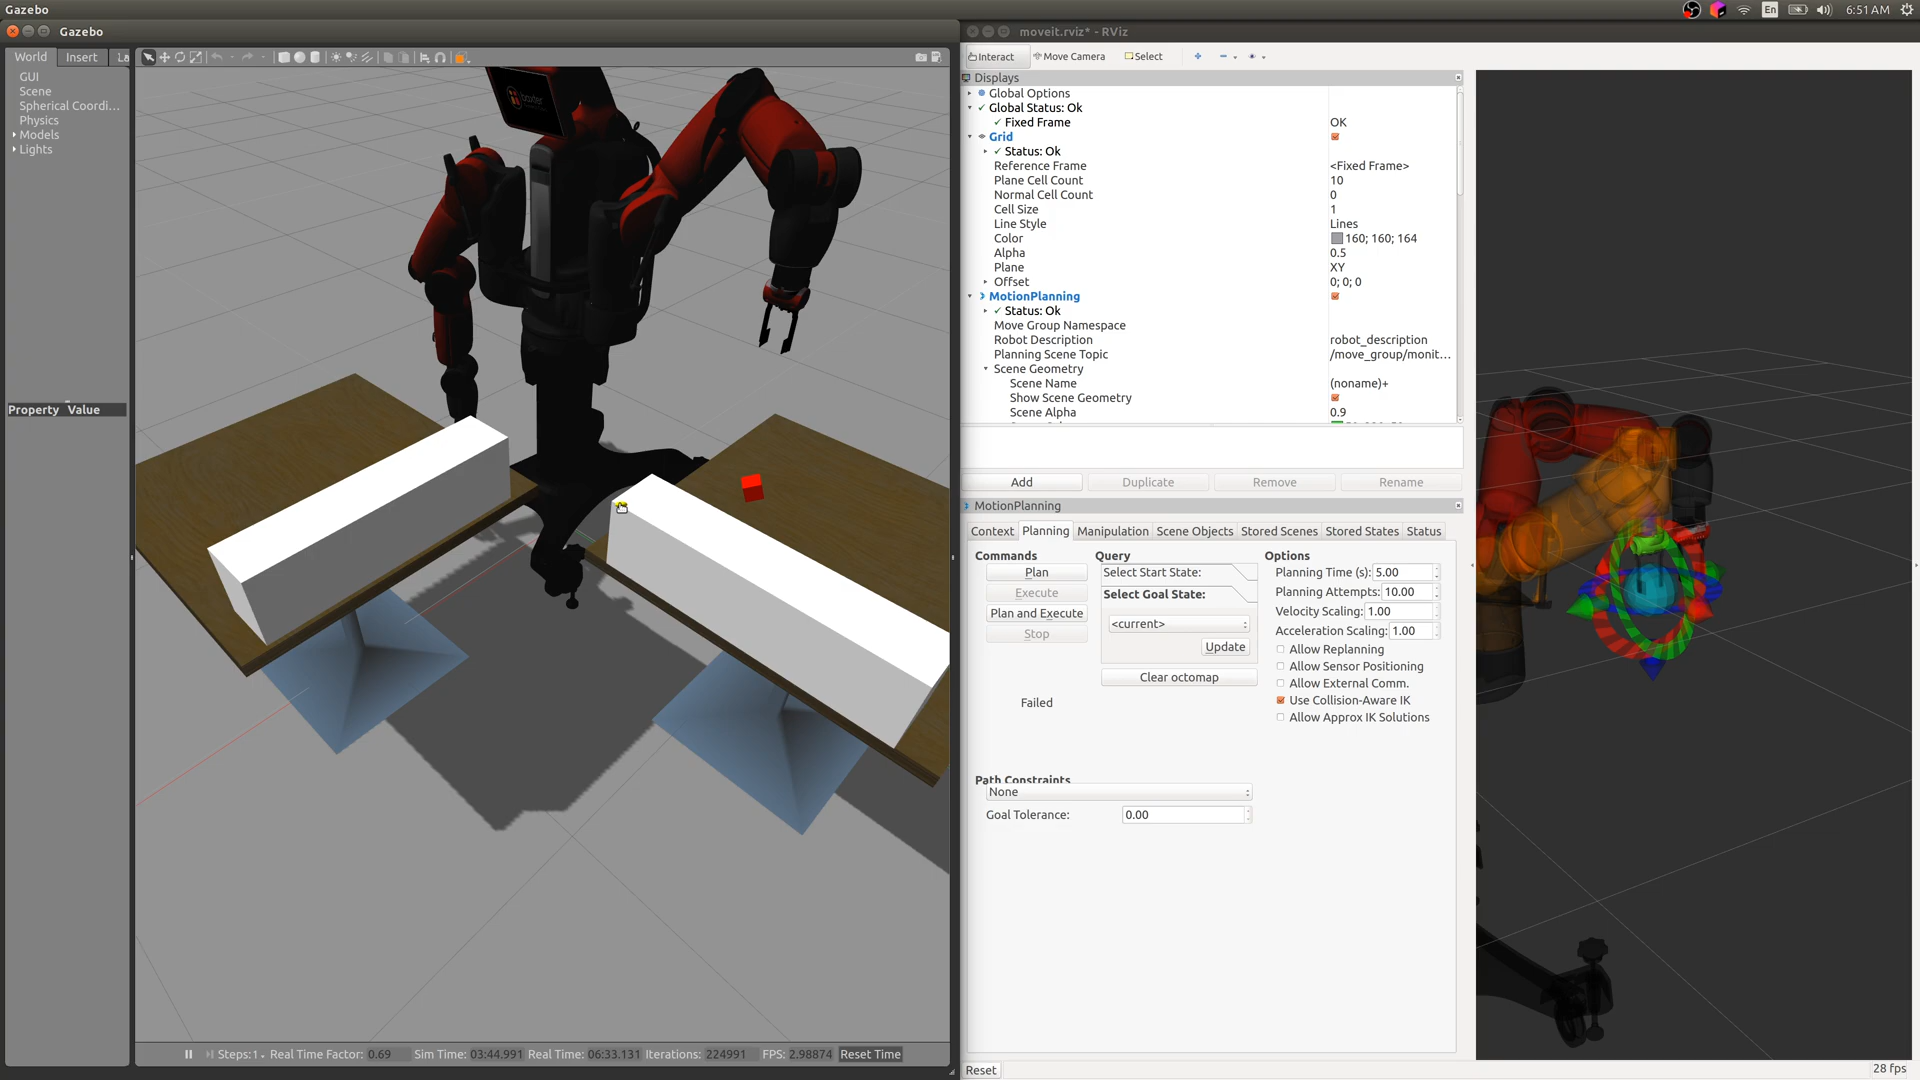 Gazebo
En
6:51 AM
Gazebo
World
Insert
La
GUI
Scene
Spherical Coordi...
Physics
Models
Lights
Property
Value
baxter
Steps:
1
Real Time Factor:
0.69
Sim Time:
03:44.991
Real Time:
06:33.131
Iterations:
224991
FPS:
2.98874
Reset Time
moveit.rviz* - RViz
Interact
Move Camera
Select
Displays
Global Options
Global Status: Ok
Fixed Frame
OK
Grid
Status: Ok
Reference Frame
<Fixed Frame>
Plane Cell Count
10
Normal Cell Count
0
Cell Size
1
Line Style
Lines
Color
160; 160; 164
Alpha
0.5
Plane
XY
Offset
0; 0; 0
MotionPlanning
Status: Ok
Move Group Namespace
Robot Description
robot_description
Planning Scene Topic
/move_group/monit...
Scene Geometry
Scene Name
(noname)+
Show Scene Geometry
Scene Alpha
0.9
Add
Duplicate
Remove
Rename
MotionPlanning
Context
Planning
Manipulation
Scene Objects
Stored Scenes
Stored States
Status
Commands
Plan
Execute
Plan and Execute
Stop
Failed
Query
Select Start State:
Select Goal State:
<current>
Update
Clear octomap
Options
Planning Time (s):
5.00
Planning Attempts:
10.00
Velocity Scaling:
1.00
Acceleration Scaling:
1.00
Allow Replanning
Allow Sensor Positioning
Allow External Comm.
Use Collision-Aware IK
Allow Approx IK Solutions
Path Constraints
None
Goal Tolerance:
0.00
Reset
28 fps